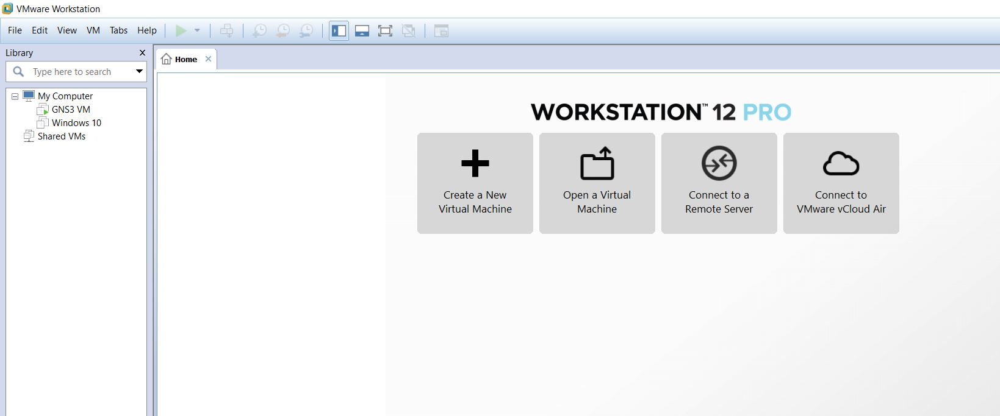 VMware Workstation
File Edit View VM Tabs Help
Library X
Home
Type here to search
My Computer
GNS3 VM
Windows 10
Shared VMs
WORKSTATION™ 12 PRO
Create a New
Virtual Machine
Open a Virtual
Machine
Connect to a
Remote Server
Connect to
VMware vCloud Air